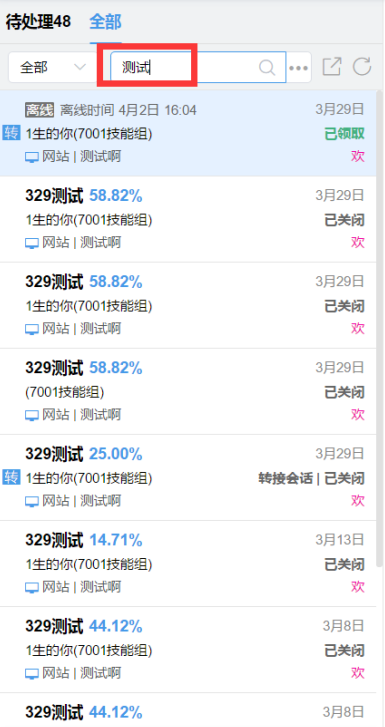 待处理48 全部
全部 测试
离线 离线时间 4月2日 16:04 3月29日
转 1生的你(7001技能组) 已领取
网站 | 测试啊 欢
329测试 58.82% 3月29日
1生的你(7001技能组) 已关闭
网站 | 测试啊 欢
329测试 58.82% 3月29日
1生的你(7001技能组) 已关闭
网站 | 测试啊 欢
329测试 58.82% 3月29日
(7001技能组) 已关闭
网站 | 测试啊 欢
329测试 25.00% 3月29日
转 1生的你(7001技能组) 转接会话 | 已关闭
网站 | 测试啊 欢
329测试 14.71% 3月13日
1生的你(7001技能组) 已关闭
网站 | 测试啊 欢
329测试 44.12% 3月8日
1生的你(7001技能组) 已关闭
网站 | 测试啊 欢
329测试 44.12% 3月8日